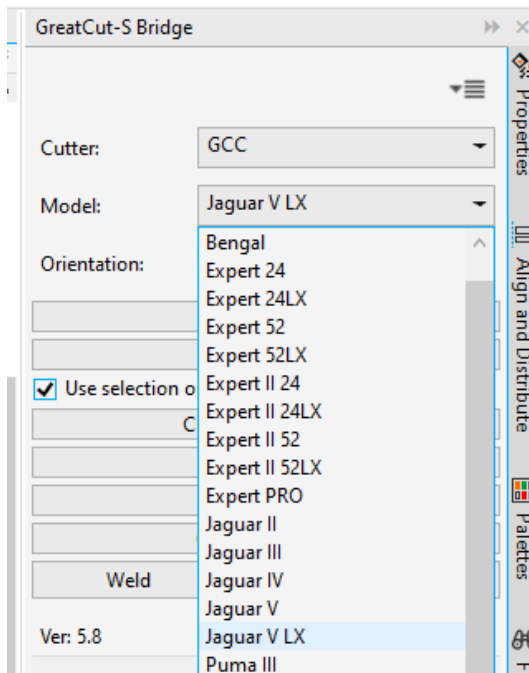 GreatCut-S Bridge
Cutter:
GCC
Model:
Jaguar V LX
Orientation:
Bengal
Expert 24
Expert 24LX
Expert 52
Expert 52LX
Expert II 24
Expert II 24LX
Expert II 52
Expert II 52LX
Expert PRO
Jaguar II
Jaguar III
Jaguar IV
Jaguar V
Jaguar V LX
Puma III
Use selection o
C
Weld
Ver: 5.8
Properties
Align and Distribute
Palettes